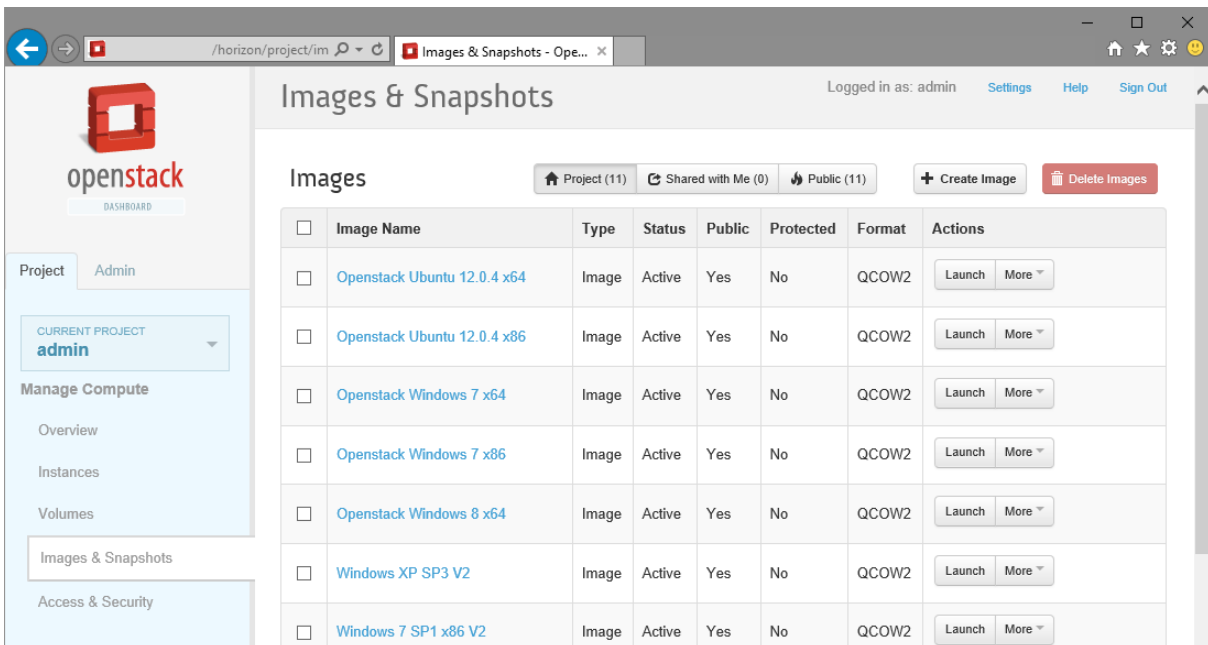 /horizon/project/im
Images & Snapshots - Ope...
openstack
DASHBOARD
Project
Admin
CURRENT PROJECT
admin
Manage Compute
Overview
Instances
Volumes
Images & Snapshots
Access & Security
Images & Snapshots
Logged in as: admin Settings Help Sign Out
Images
Project (11) Shared with Me (0) Public (11) Create Image Delete Images
Image Name Type Status Public Protected Format Actions
Openstack Ubuntu 12.0.4 x64 Image Active Yes No QCOW2 Launch More
Openstack Ubuntu 12.0.4 x86 Image Active Yes No QCOW2 Launch More
Openstack Windows 7 x64 Image Active Yes No QCOW2 Launch More
Openstack Windows 7 x86 Image Active Yes No QCOW2 Launch More
Openstack Windows 8 x64 Image Active Yes No QCOW2 Launch More
Windows XP SP3 V2 Image Active Yes No QCOW2 Launch More
Windows 7 SP1 x86 V2 Image Active Yes No QCOW2 Launch More